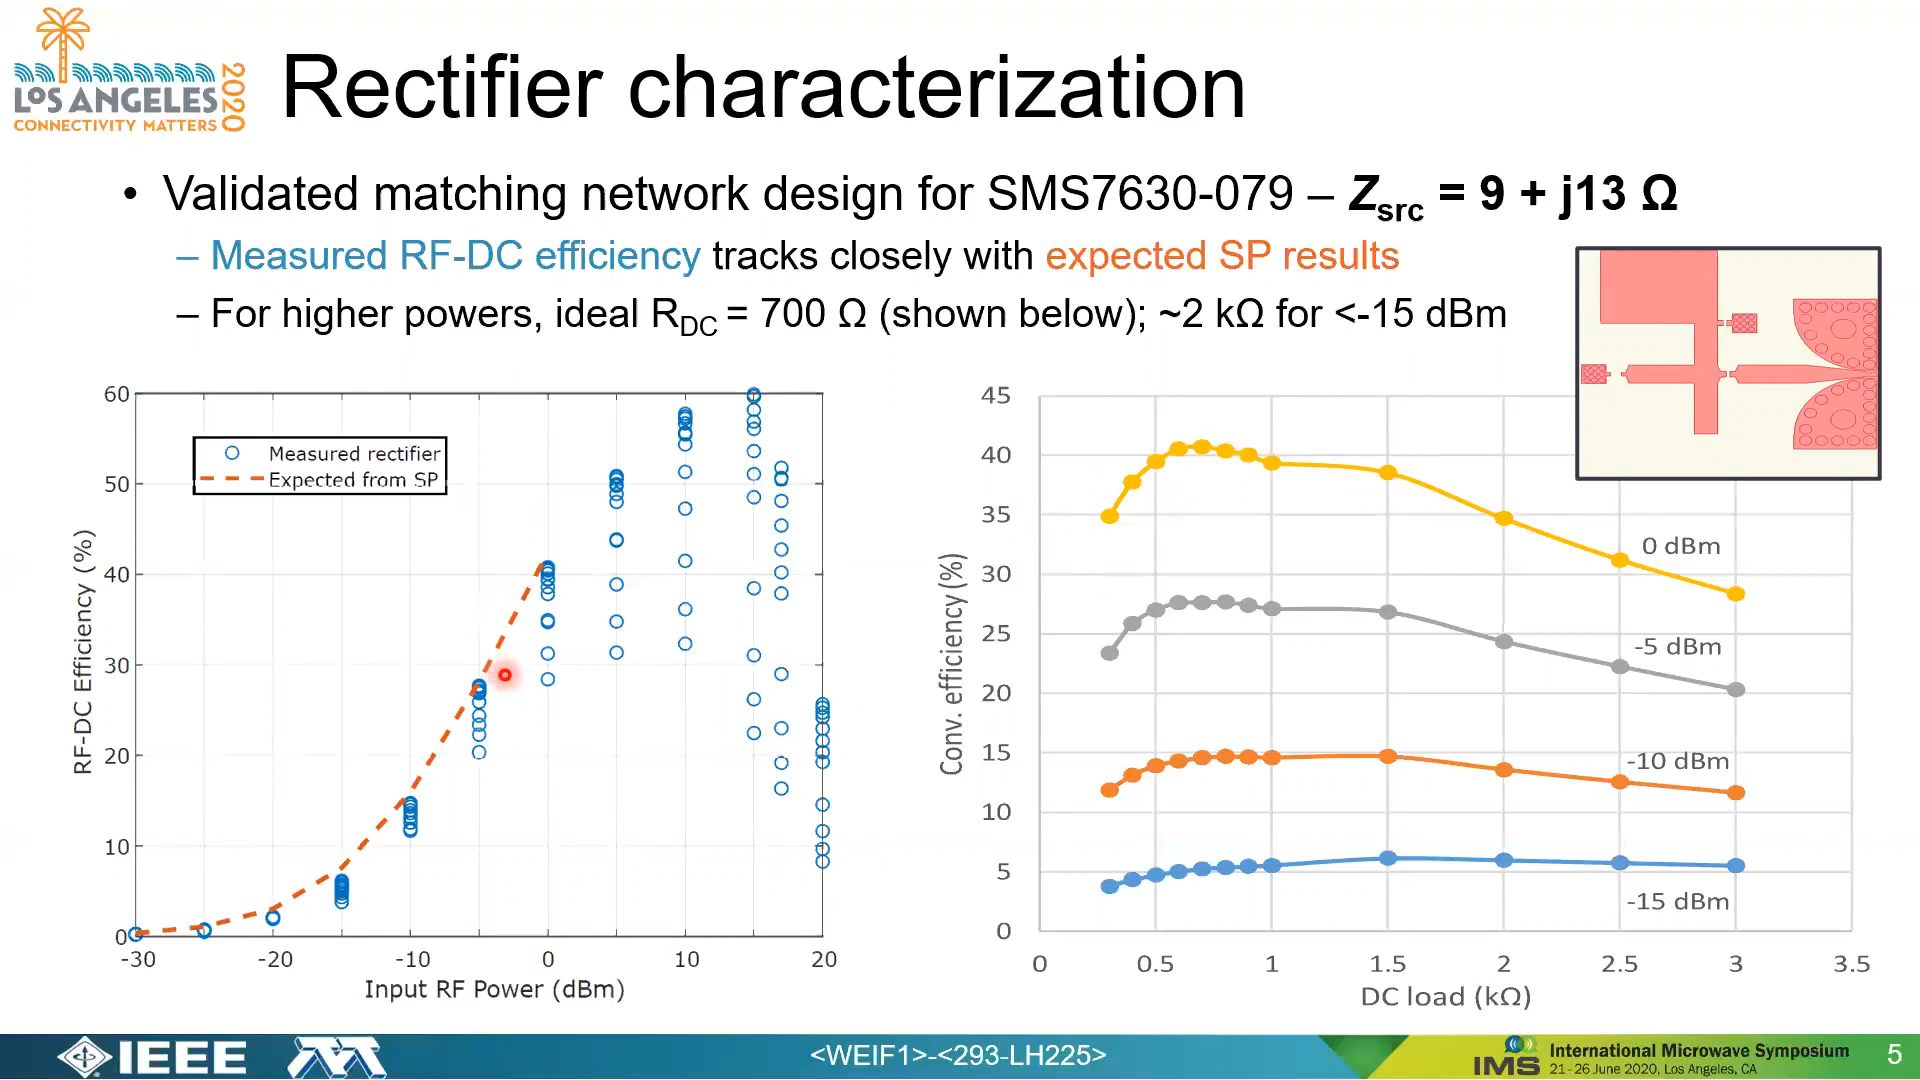 LOS ANGELES
2020
CONNECTIVITY MATTERS
Rectifier characterization
• Validated matching network design for SMS7630-079 – Zsrc = 9 + j13 Ω
– Measured RF-DC efficiency tracks closely with expected SP results
– For higher powers, ideal RDC = 700 Ω (shown below); ~2 kΩ for <-15 dBm
60
50
40
30
20
10
0
RF-DC Efficiency (%)
Measured rectifier
Expected from SP
-30
-20
-10
0
10
20
Input RF Power (dBm)
45
40
35
30
25
20
15
10
5
0
Conv. efficiency (%)
0 dBm
-5 dBm
-10 dBm
-15 dBm
0
0.5
1
1.5
2
2.5
3
3.5
DC load (kΩ)
IEEE
<WEIF1>-<293-LH225>
IMS
International Microwave Symposium
21-26 June 2020, Los Angeles, CA
5